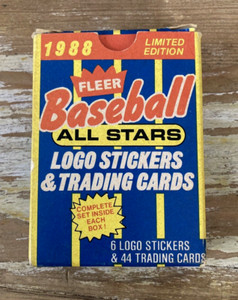 1988
LIMITED
EDITION
FLEER
Baseball
ALL STARS
LOGO STICKERS
& TRADING CARDS
COMPLETE
SET INSIDE
EACH
BOX!
6 LOGO STICKERS
& 44 TRADING CARDS